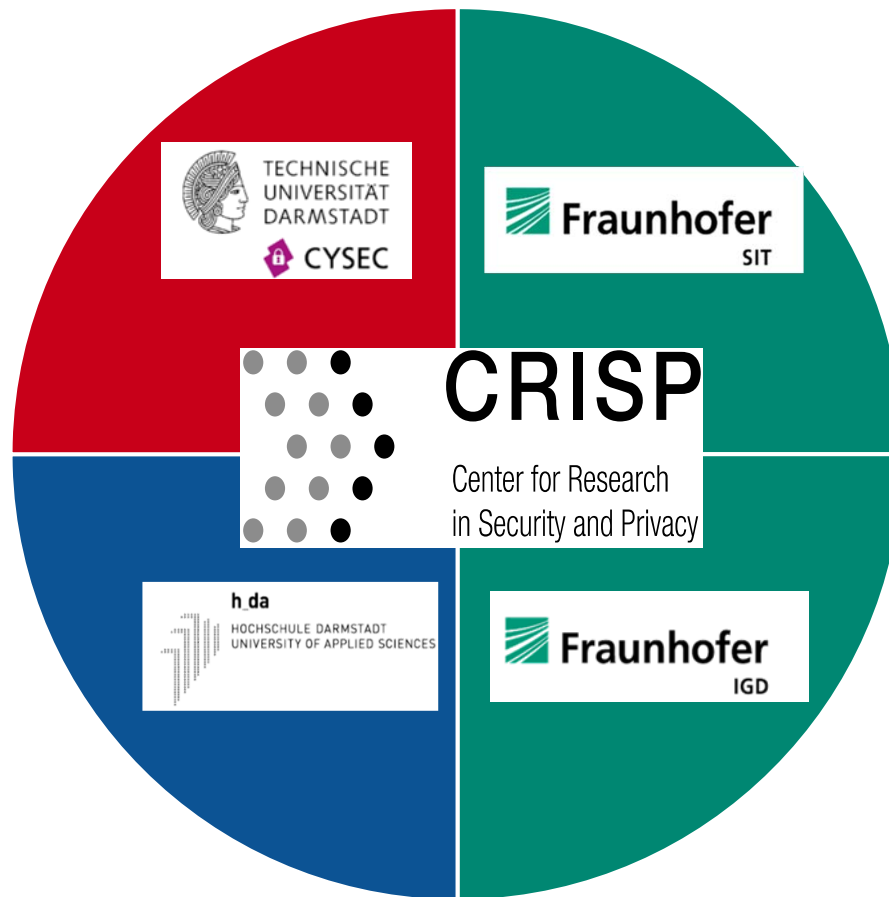 TECHNISCHE
UNIVERSITÄT
DARMSTADT
CYSEC
Fraunhofer
SIT
CRISP
Center for Research
in Security and Privacy
h_da
HOCHSCHULE DARMSTADT
UNIVERSITY OF APPLIED SCIENCES
Fraunhofer
IGD